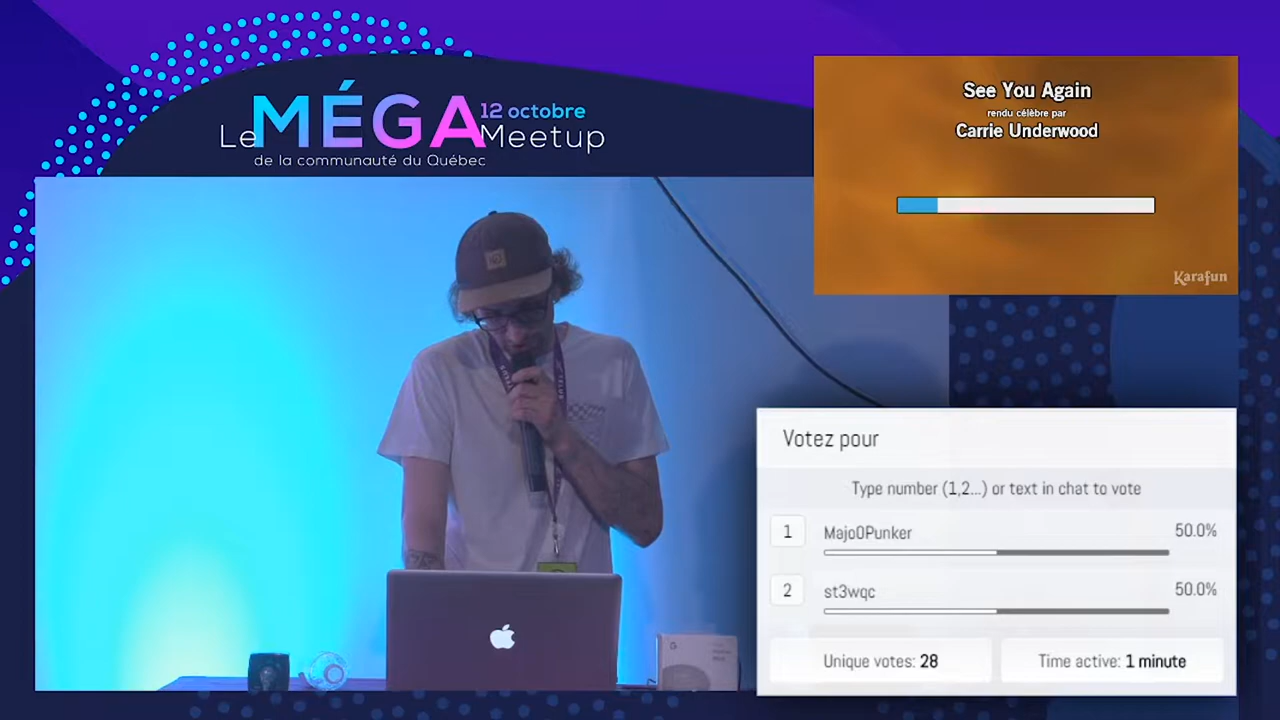 Le MÉGA 12 octobre
Meetup
de la communauté du Québec
See You Again
rendu célèbre par
Carrie Underwood
Karafun
Votez pour
Type number (1,2...) or text in chat to vote
1 Majo0Punker 50.0%
2 st3wqc 50.0%
Unique votes: 28 Time active: 1 minute